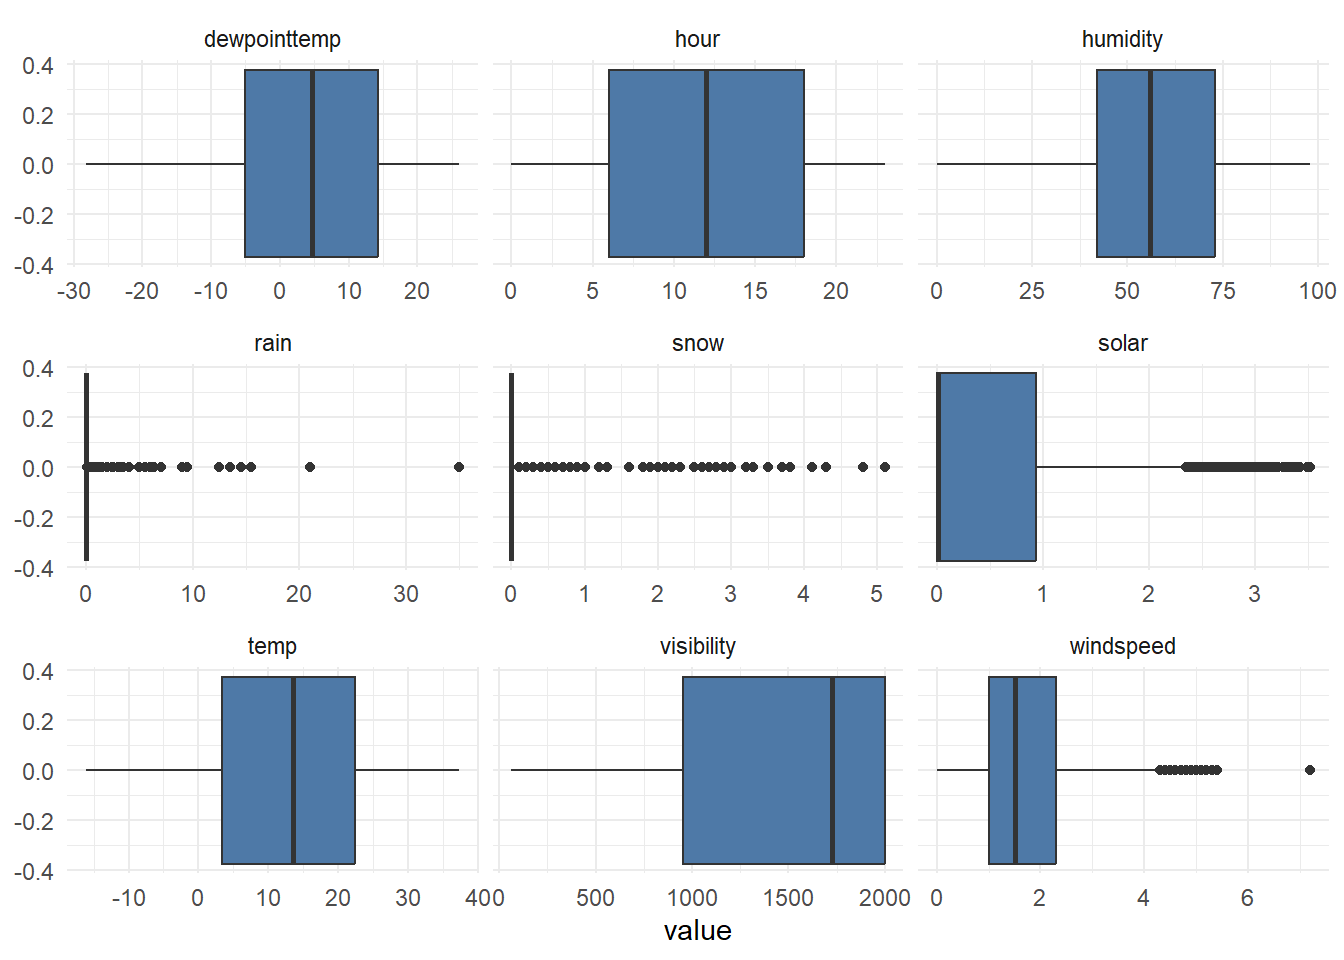 dewpointtemp hour humidity
0.4
0.2
0.0
-0.2
-0.4
-30 -20 -10 0 10 20 0 5 10 15 20 0 25 50 75 100
rain snow solar
0.4
0.2
0.0
-0.2
-0.4
0 10 20 30 0 1 2 3 4 5 0 1 2 3
temp visibility windspeed
0.4
0.2
0.0
-0.2
-0.4
-10 0 10 20 30 40 0 500 1000 1500 2000 0 2 4 6
value